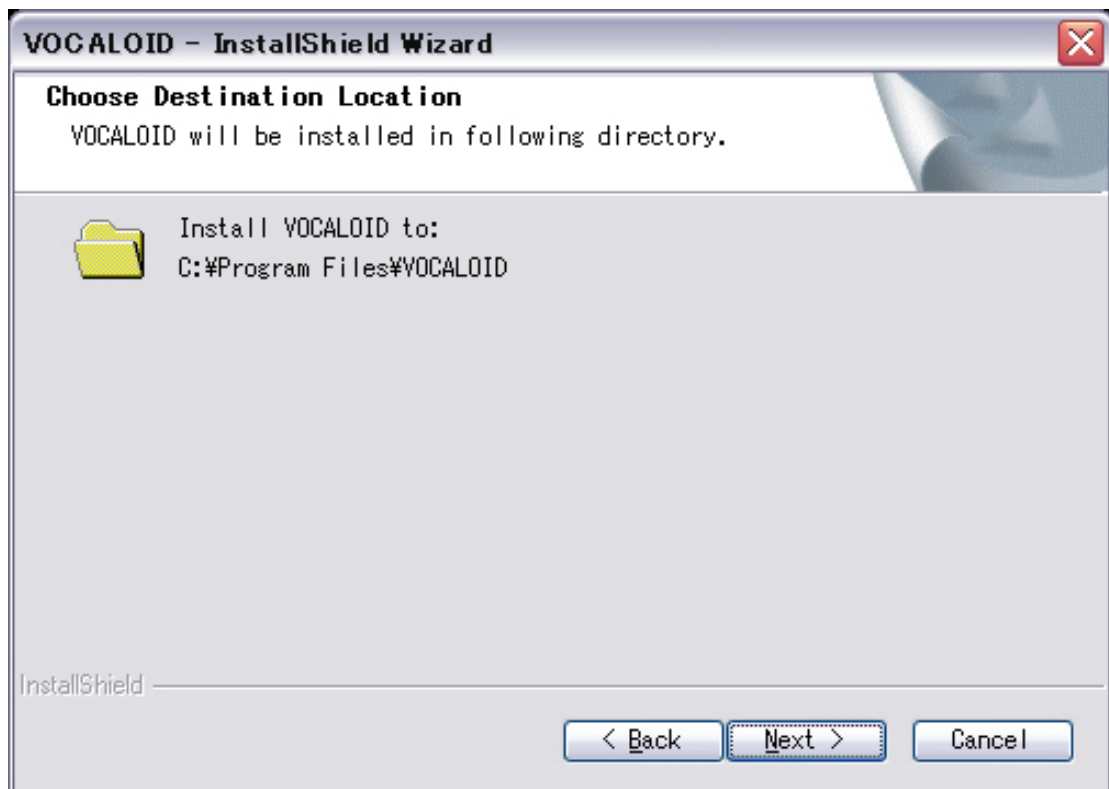 VOCALOID - InstallShield Wizard
Choose Destination Location
VOCALOID will be installed in following directory.
Install VOCALOID to:
C:¥Program Files¥VOCALOID
InstallShield
< Back
Next >
Cancel